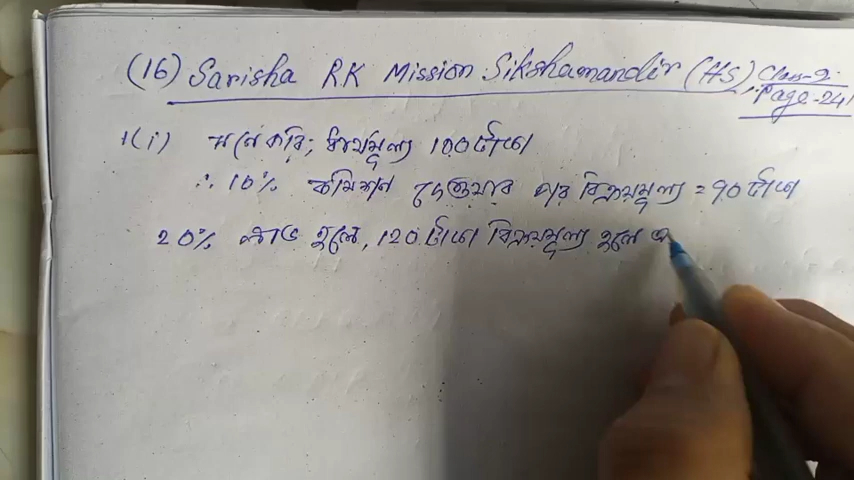 (16) Sarisha RK Mission Sikshamandir (HS), Class-9
Page-241
1(i) মনেকরি, ধার্যমূল্য 100 টাকা
∴ 10% কমিশন দেওয়ার পর বিক্রয়মূল্য = 90 টাকা
20% লাভ হলে, 120 টাকা বিক্রয়মূল্য হলে